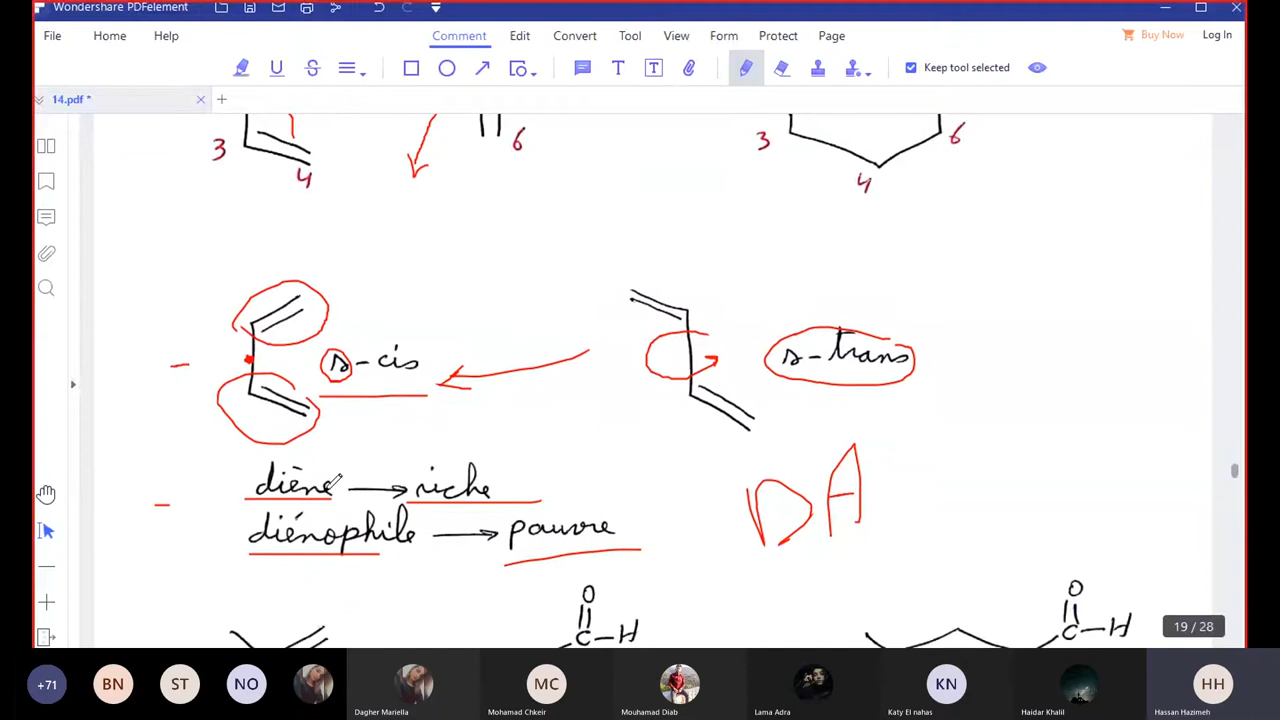 Wondershare PDFelement
File Home Help Comment Edit Convert Tool View Form Protect Page Buy Now Log In
Keep tool selected
14.pdf *
3 4 6 3 4 6
s-cis s-trans
diène → riche
diénophile → pauvre
DA
O
C-H
O
C-H
19 / 28
+71 BN ST NO MC KN HH
Dagher Mariella Mohamad Chkeir Mouhamad Diab Lama Adra Katy El nahas Haidar Khalil Hassan Hazimeh